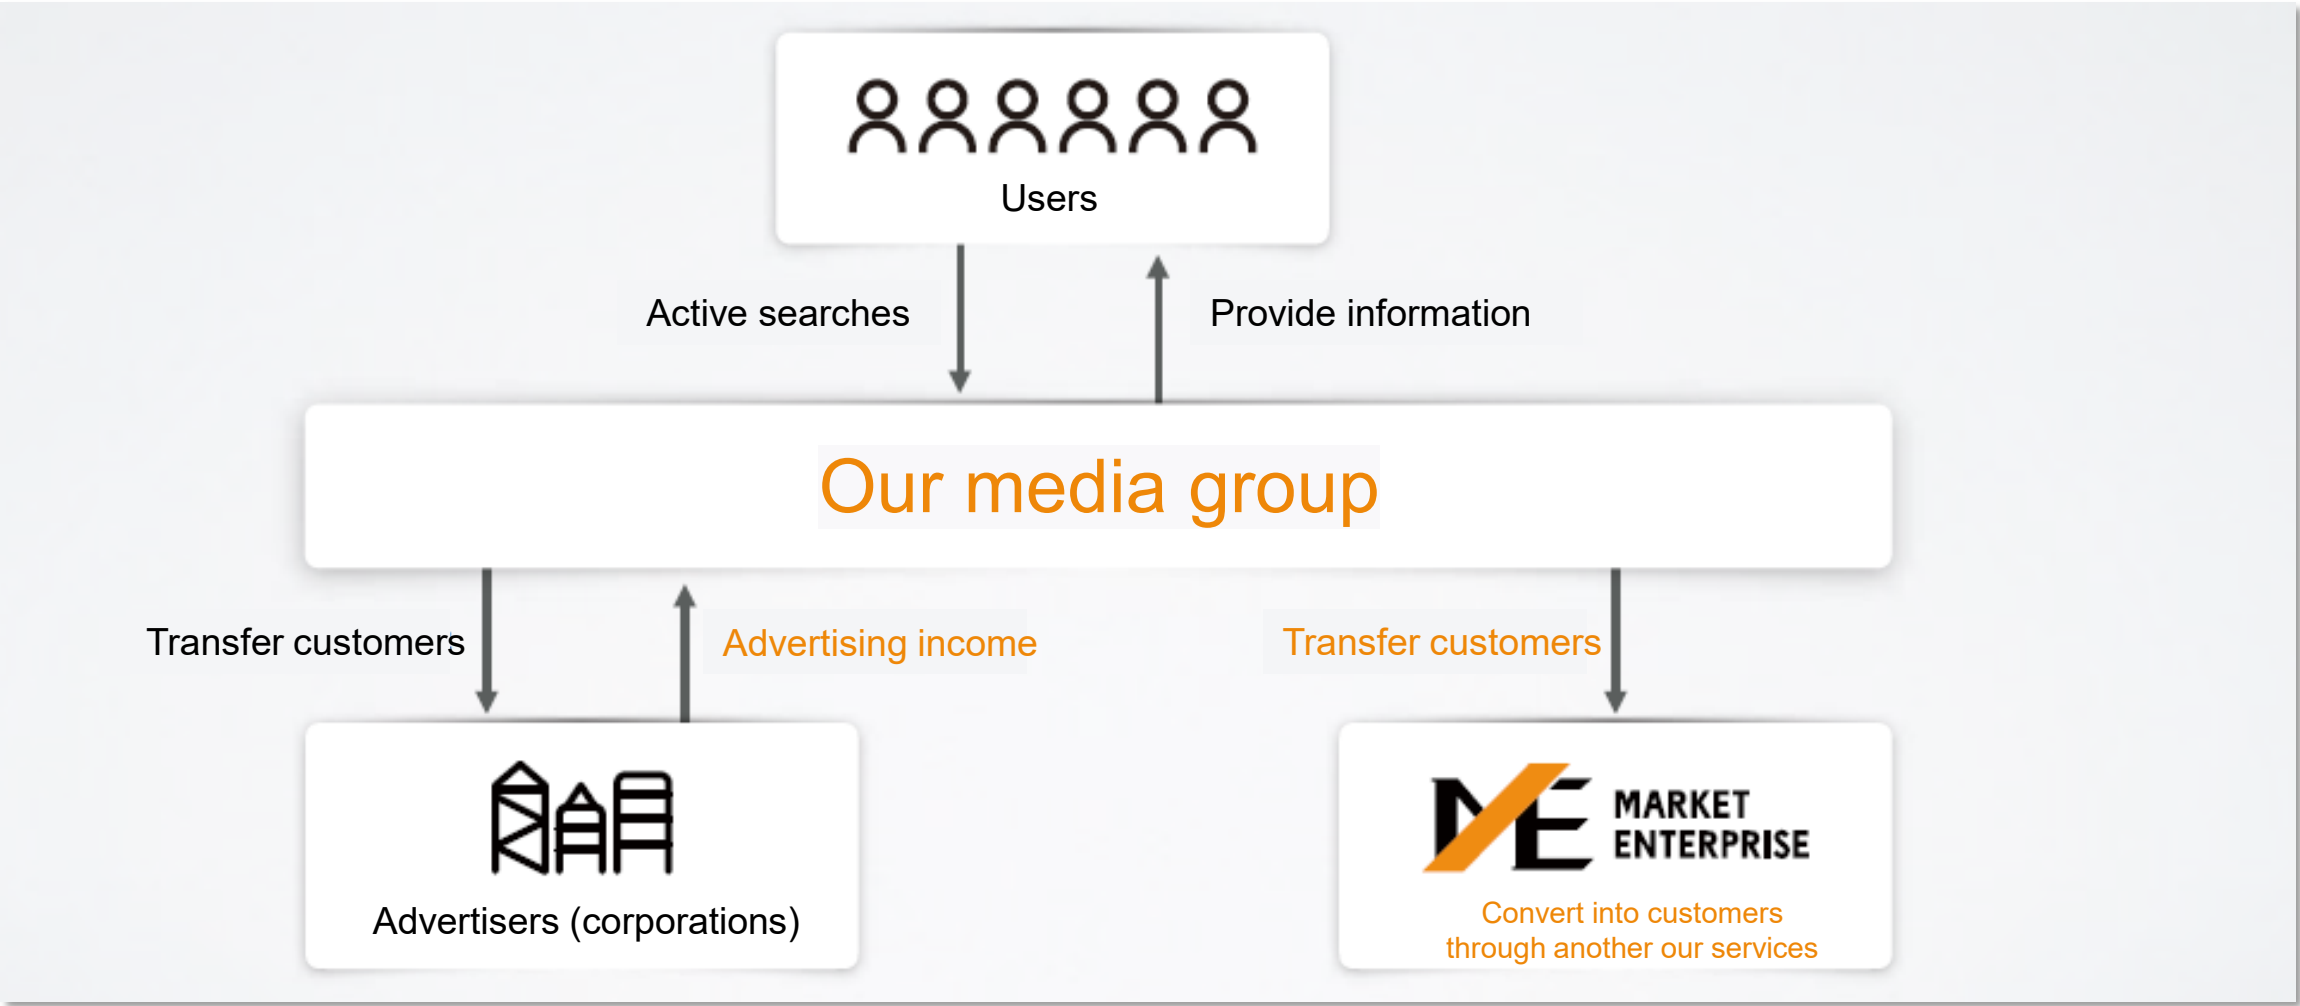 Users
Active searches
Provide information
Our media group
Transfer customers
Advertising income
Transfer customers
Advertisers (corporations)
ME MARKET
ENTERPRISE
Convert into customers
through another our services